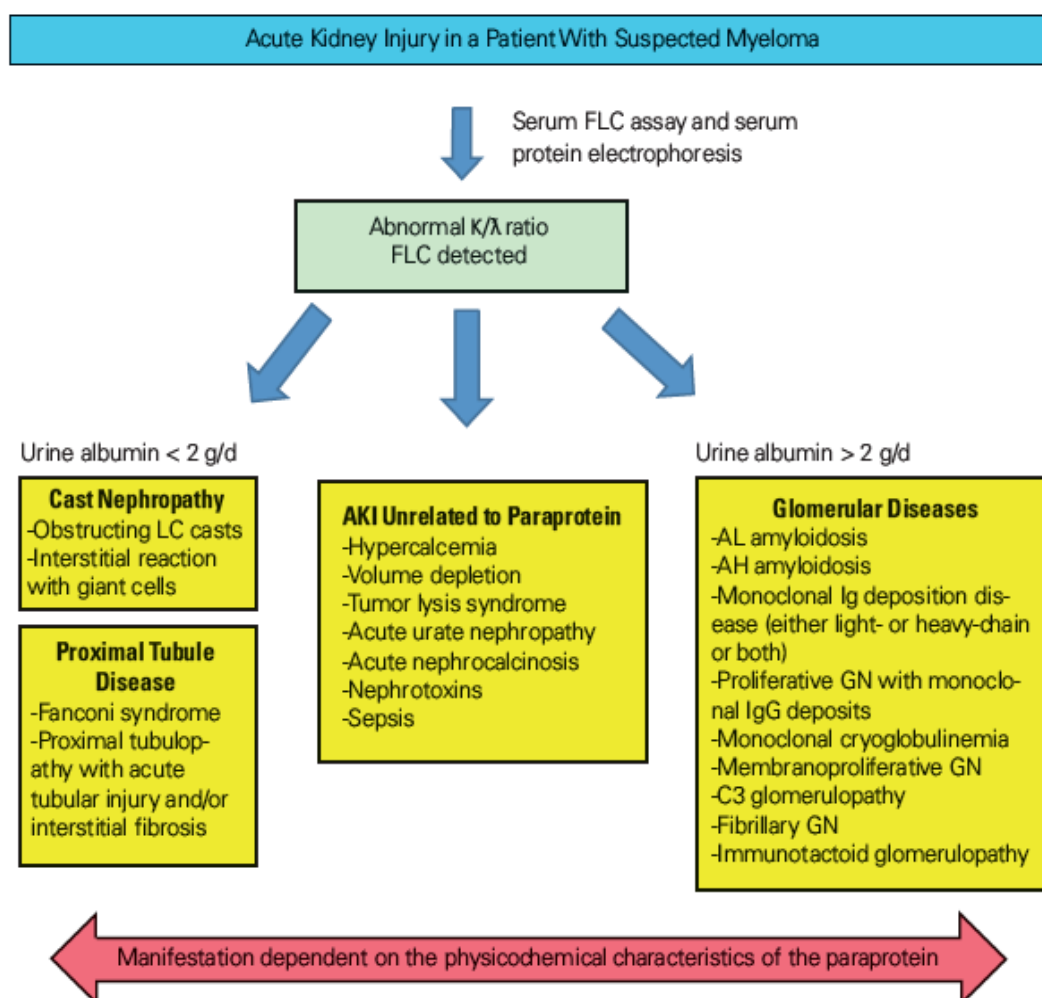 Acute Kidney Injury in a Patient With Suspected Myeloma
Serum FLC assay and serum
protein electrophoresis
Abnormal K/λ ratio
FLC detected
Urine albumin < 2 g/d
Cast Nephropathy
-Obstructing LC casts
-Interstitial reaction
with giant cells
Proximal Tubule
Disease
-Fanconi syndrome
-Proximal tubulop-
athy with acute
tubular injury and/or
interstitial fibrosis
AKI Unrelated to Paraprotein
-Hypercalcemia
-Volume depletion
-Tumor lysis syndrome
-Acute urate nephropathy
-Acute nephrocalcinosis
-Nephrotoxins
-Sepsis
Urine albumin > 2 g/d
Glomerular Diseases
-AL amyloidosis
-AH amyloidosis
-Monoclonal Ig deposition dis-
ease (either light- or heavy-chain
or both)
-Proliferative GN with monoclo-
nal IgG deposits
-Monoclonal cryoglobulinemia
-Membranoproliferative GN
-C3 glomerulopathy
-Fibrillary GN
-Immunotactoid glomerulopathy
Manifestation dependent on the physicochemical characteristics of the paraprotein